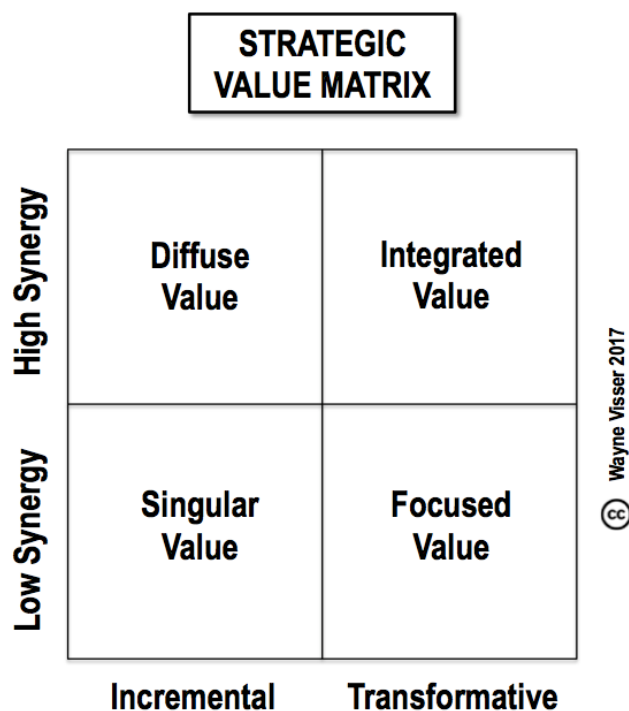 STRATEGIC
VALUE MATRIX
High Synergy
Diffuse
Value
Integrated
Value
Low Synergy
Singular
Value
Focused
Value
Incremental
Transformative
cc Wayne Visser 2017